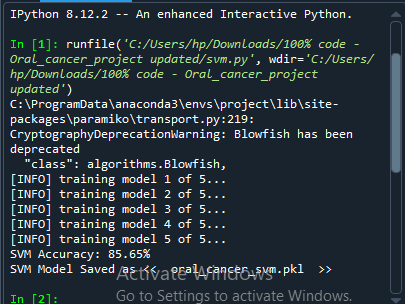 IPython 8.12.2 -- An enhanced Interactive Python.
In [1]: runfile('C:/Users/hp/Downloads/100% code -
Oral_cancer_project updated/svm.py', wdir='C:/Users/
hp/Downloads/100% code - Oral_cancer_project
updated')
C:\ProgramData\anaconda3\envs\project\lib\site-
packages\paramiko\transport.py:219:
CryptographyDeprecationWarning: Blowfish has been
deprecated
  "class": algorithms.Blowfish,
[INFO] training model 1 of 5...
[INFO] training model 2 of 5...
[INFO] training model 3 of 5...
[INFO] training model 4 of 5...
[INFO] training model 5 of 5...
SVM Accuracy: 85.65%
SVM Model Saved as <<  oral_cancer_svm.pkl  >>
Activate Windows
In [2]:
Go to Settings to activate Windows.